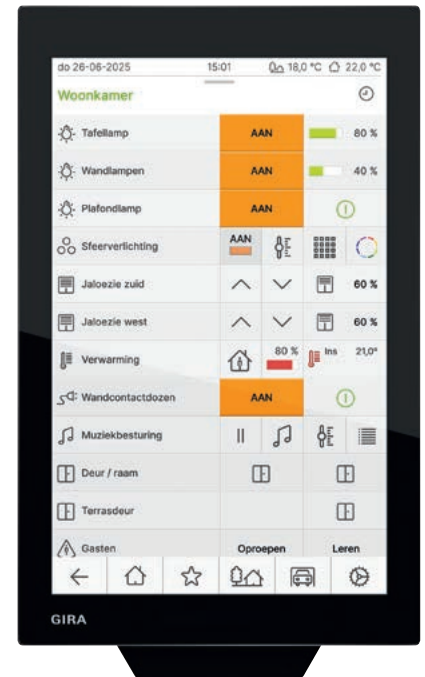 do 26-06-2025 15:01 18,0 °C 22,0 °C
Woonkamer
Tafellamp AAN 80 %
Wandlampen AAN 40 %
Plafondlamp AAN
Sfeerverlichting AAN
Jaloezie zuid 60 %
Jaloezie west 60 %
Verwarming 80 % Ins 21,0°
Wandcontactdozen AAN
Muziekbesturing
Deur / raam
Terrasdeur
Gasten Oproepen Leren
GIRA